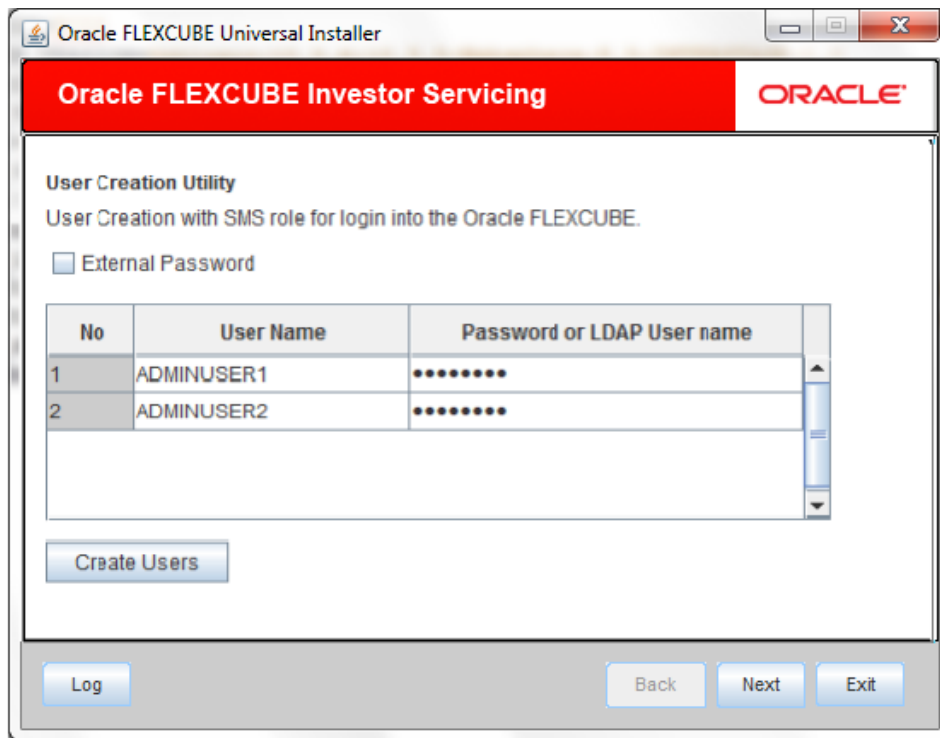 Oracle FLEXCUBE Universal Installer
Oracle FLEXCUBE Investor Servicing ORACLE
User Creation Utility
User Creation with SMS role for login into the Oracle FLEXCUBE.
External Password
No User Name Password or LDAP User name
1 ADMINUSER1 ••••••••
2 ADMINUSER2 ••••••••
Create Users
Log Back Next Exit